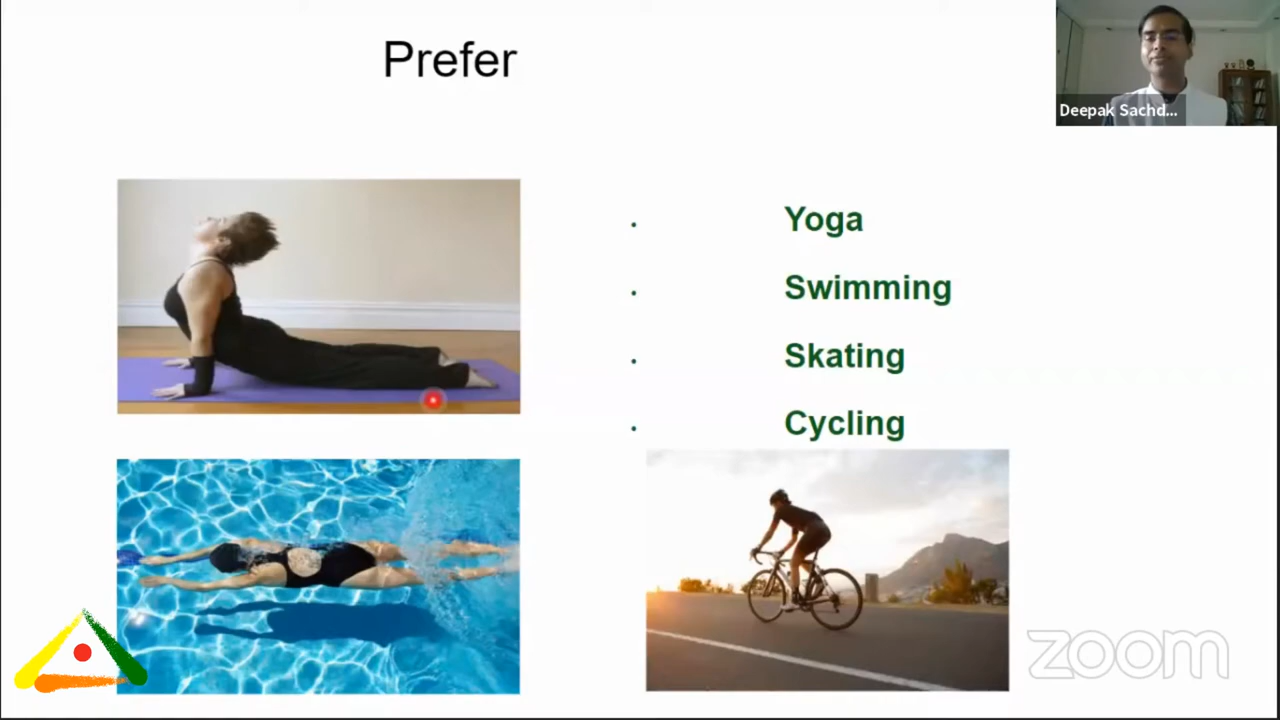 Prefer
Deepak Sachd...
Yoga
Swimming
Skating
Cycling
zoom